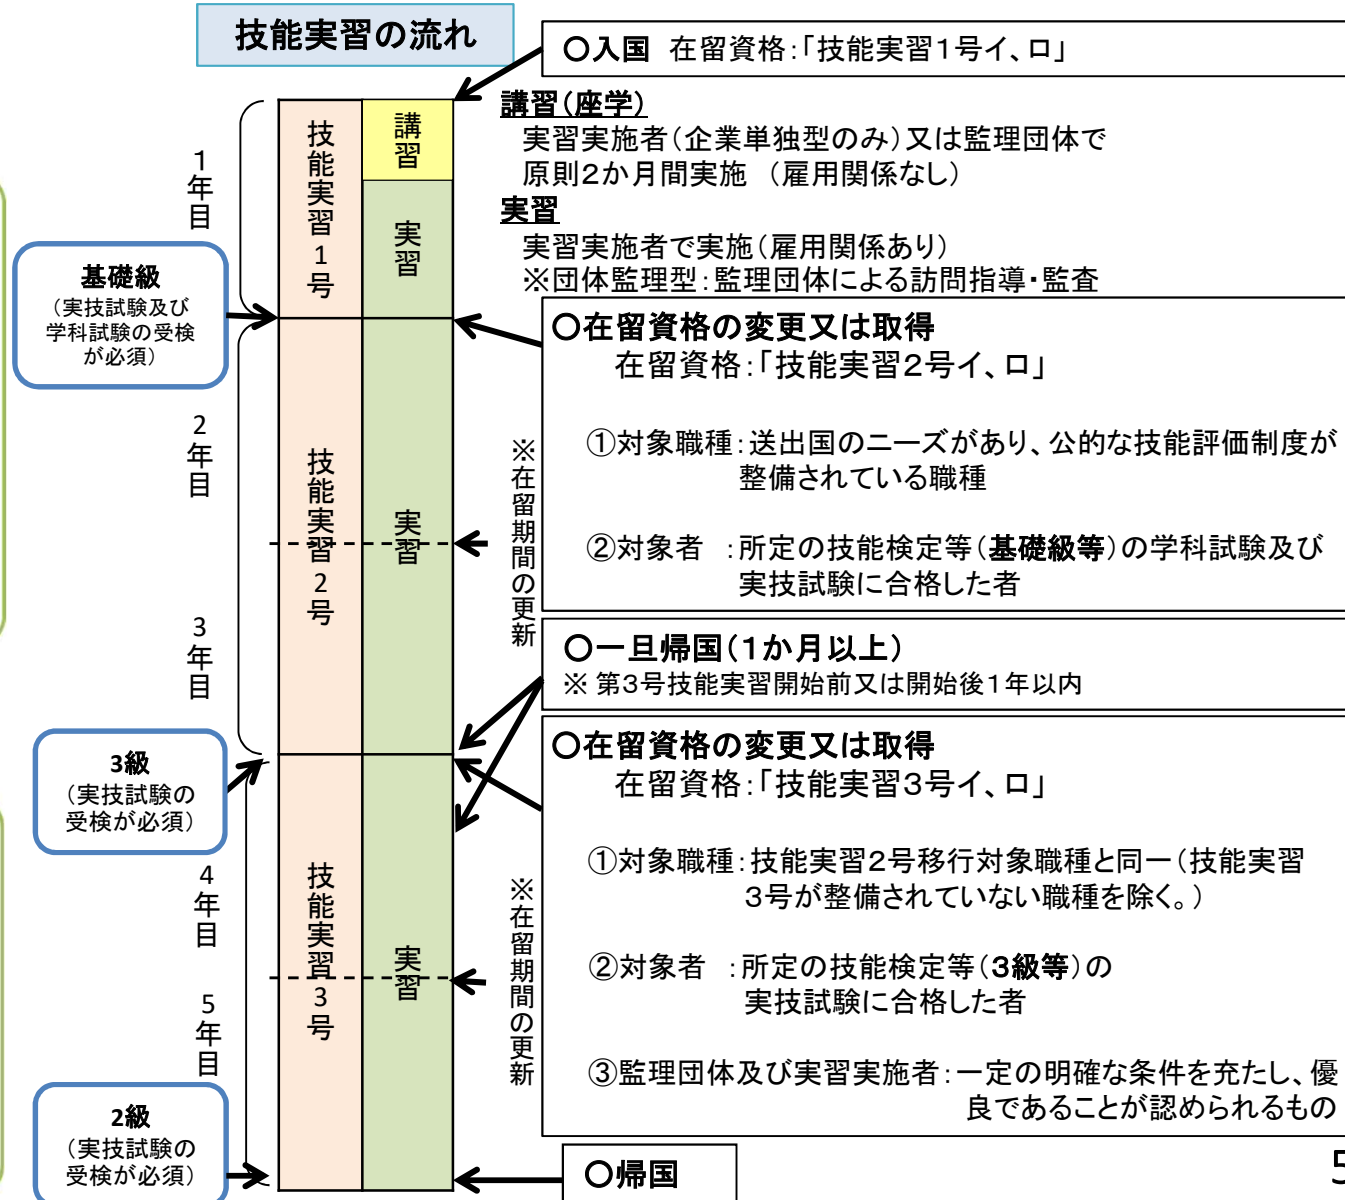 技能実習の流れ
○入国 在留資格：「技能実習１号イ、ロ」
講習（座学）
実習実施者（企業単独型のみ）又は監理団体で
原則２か月間実施 （雇用関係なし）
実習
実習実施者で実施（雇用関係あり）
※団体監理型：監理団体による訪問指導・監査
1年目
技能実習1号
講習
実習
基礎級
（実技試験及び
学科試験の受検
が必須）
○在留資格の変更又は取得
在留資格：「技能実習２号イ、ロ」
①対象職種：送出国のニーズがあり、公的な技能評価制度が
整備されている職種
②対象者 ：所定の技能検定等（基礎級等）の学科試験及び
実技試験に合格した者
2年目
3年目
技能実習2号
実習
※在留期間の更新
○一旦帰国（１か月以上）
※ 第３号技能実習開始前又は開始後１年以内
3級
（実技試験の
受検が必須）
○在留資格の変更又は取得
在留資格：「技能実習３号イ、ロ」
①対象職種：技能実習２号移行対象職種と同一（技能実習
３号が整備されていない職種を除く。）
②対象者 ：所定の技能検定等（３級等）の
実技試験に合格した者
③監理団体及び実習実施者：一定の明確な条件を充たし、優
良であることが認められるもの
4年目
5年目
技能実習3号
実習
※在留期間の更新
2級
（実技試験の
受検が必須）
○帰国
5